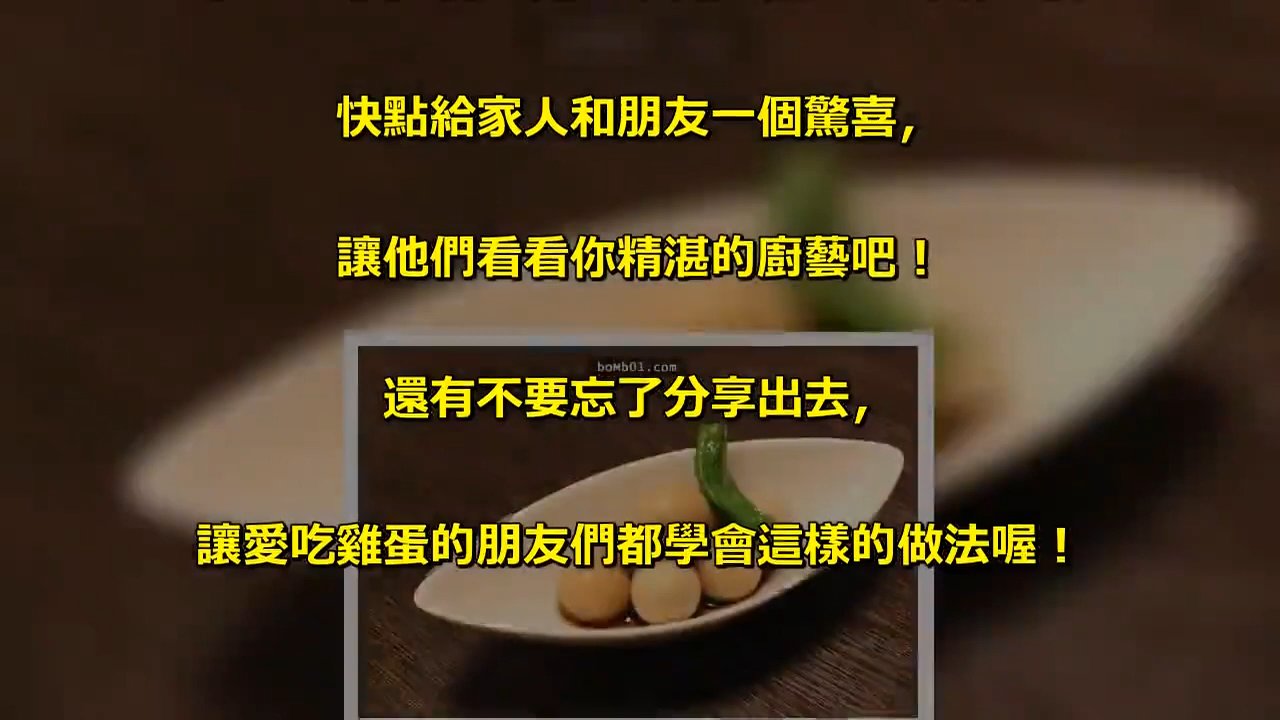 快點給家人和朋友一個驚喜,
讓他們看看你精湛的廚藝吧！
boMb01.com
還有不要忘了分享出去,
讓愛吃雞蛋的朋友們都學會這樣的做法喔！